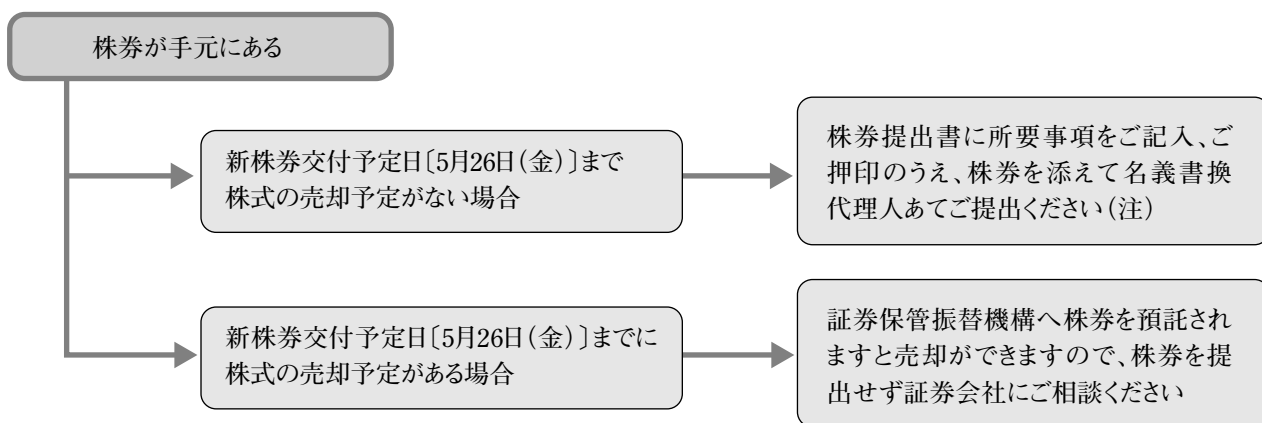 株券が手元にある
新株券交付予定日〔5月26日(金)〕まで
株式の売却予定がない場合
株券提出書に所要事項をご記入、ご
押印のうえ、株券を添えて名義書換
代理人あてご提出ください(注)
新株券交付予定日〔5月26日(金)〕までに
株式の売却予定がある場合
証券保管振替機構へ株券を預託され
ますと売却ができますので、株券を提
出せず証券会社にご相談ください